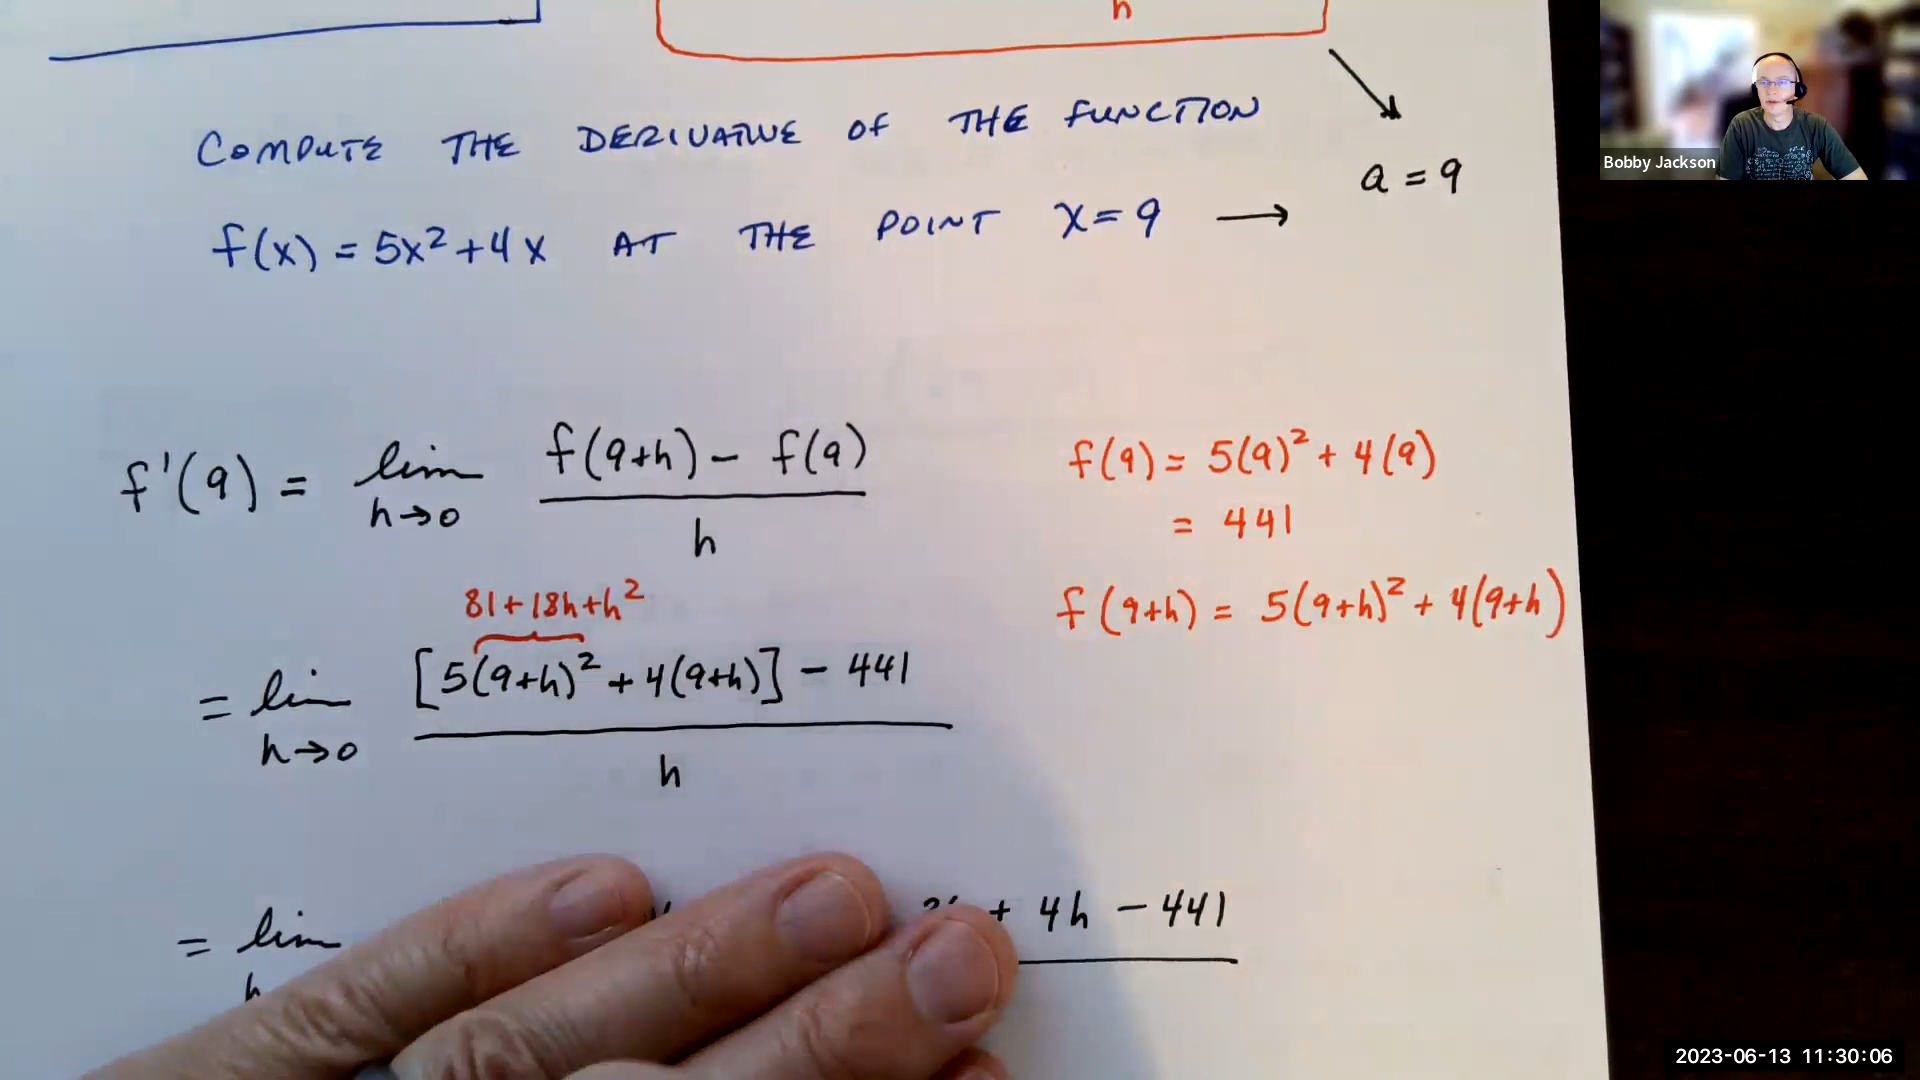 h
COMPUTE THE DERIVATIVE OF THE FUNCTION
a = 9
f(x) = 5x² + 4x AT THE POINT x = 9 →
f'(9) = lim f(9+h) - f(9)
h→0 h
f(9) = 5(9)² + 4(9)
= 441
81 + 18h + h²
f(9+h) = 5(9+h)² + 4(9+h)
= lim [5(9+h)² + 4(9+h)] - 441
h→0 h
= lim + 4h - 441
h
Bobby Jackson
2023-06-13 11:30:06